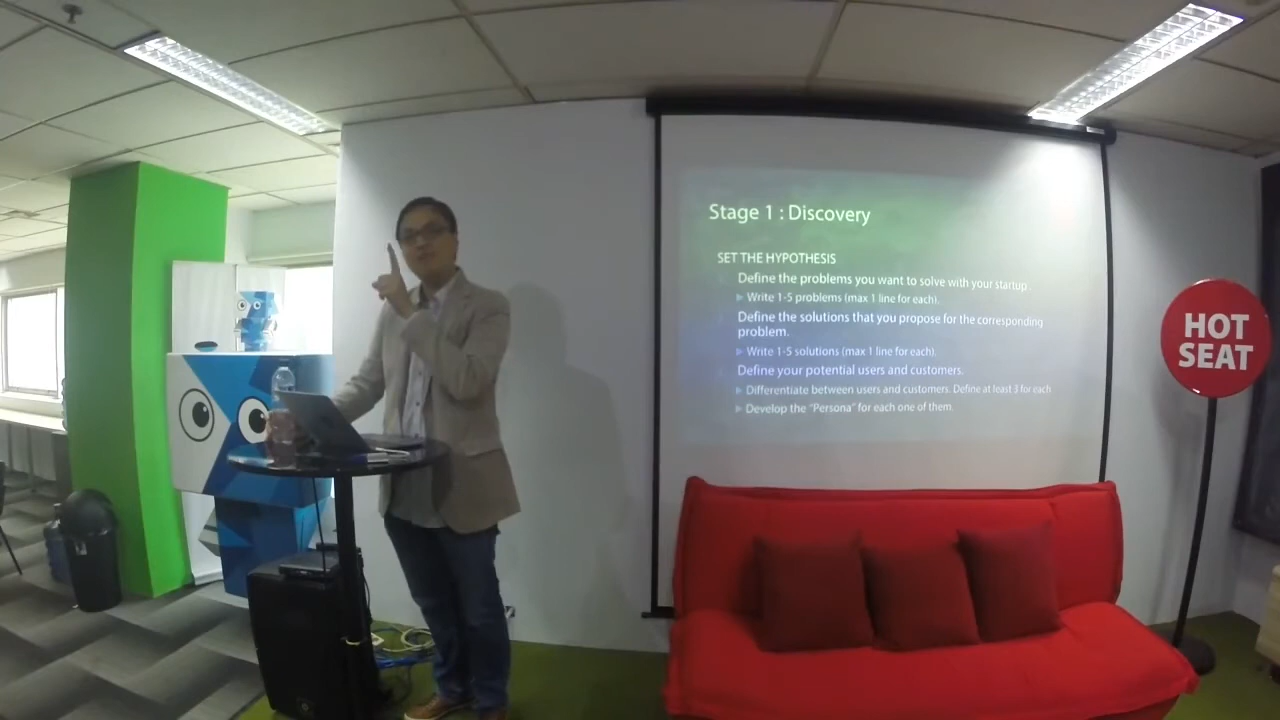 Stage 1 : Discovery
SET THE HYPOTHESIS
Define the problems you want to solve with your startup
Write 1-5 problems (max 1 line for each).
Define the solutions that you propose for the corresponding
problem.
Write 1-5 solutions (max 1 line for each).
Define your potential users and customers.
Differentiate between users and customers. Define at least 3 for each
Develop the "Persona" for each one of them.
HOT
SEAT